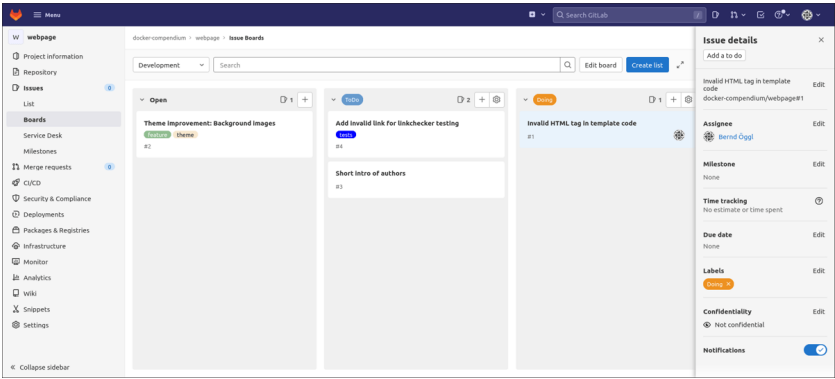 Menu
Search GitLab
/
W webpage
Project information
Repository
Issues 0
List
Boards
Service Desk
Milestones
Merge requests 0
CI/CD
Security & Compliance
Deployments
Packages & Registries
Infrastructure
Monitor
Analytics
Wiki
Snippets
Settings
« Collapse sidebar
docker-compendium > webpage > Issue Boards
Development
Search
Edit board
Create list
Open 1 +
Theme improvement: Background images
feature theme
#2
ToDo 2 +
Add invalid link for linkchecker testing
tests
#4
Short intro of authors
#3
Doing 1 +
Invalid HTML tag in template code
#1
Issue details ×
Add a to do
Invalid HTML tag in template code Edit
docker-compendium/webpage#1
Assignee Edit
Bernd Öggl
Milestone Edit
None
Time tracking
No estimate or time spent
Due date Edit
None
Labels Edit
Doing ×
Confidentiality Edit
Not confidential
Notifications